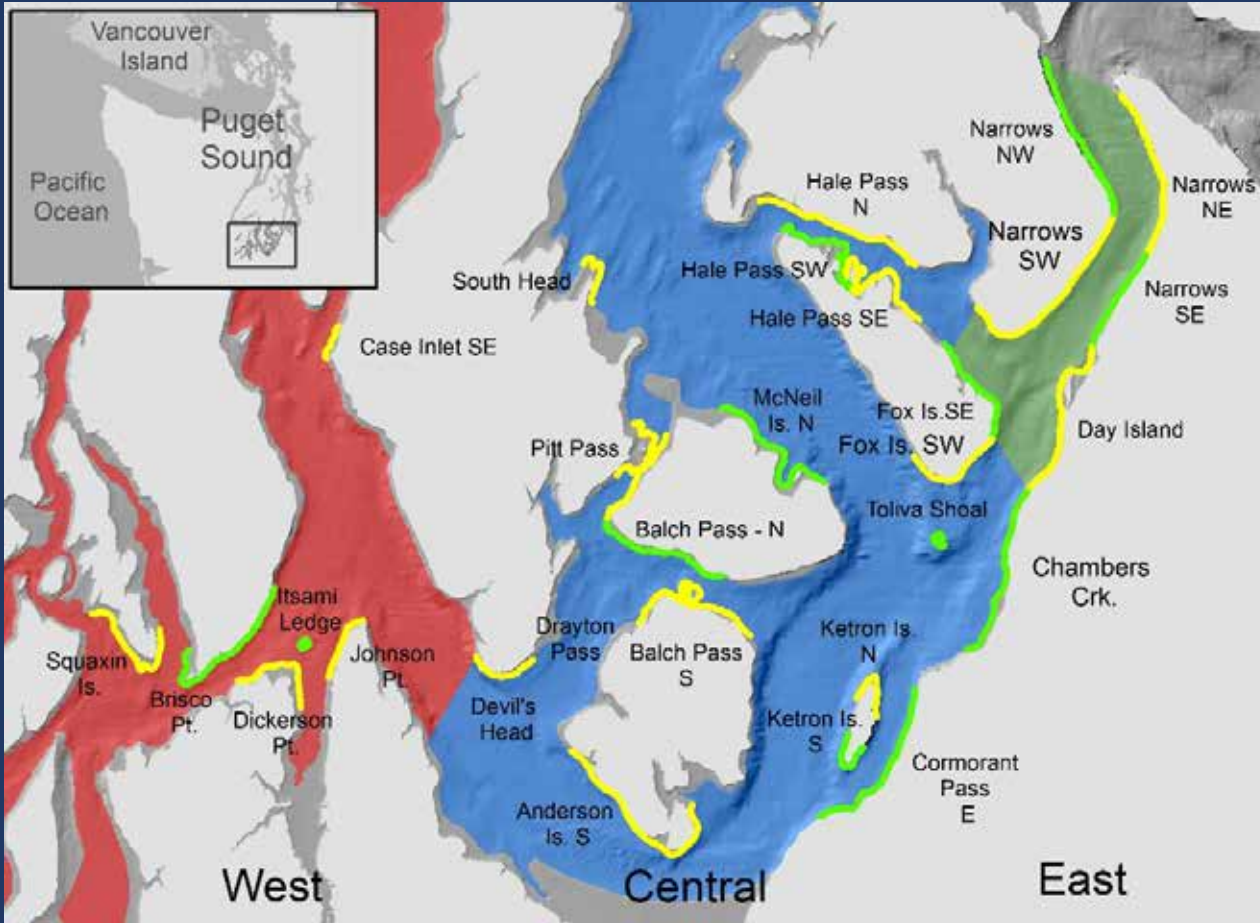 Vancouver
Island
Puget
Sound
Pacific
Ocean
Narrows
NW
Hale Pass
N
Narrows
NE
Narrows
SW
South Head
Hale Pass SW
Narrows
SE
Hale Pass SE
Case Inlet SE
McNeil
Is. N
Fox Is.SE
Day Island
Fox Is. SW
Pitt Pass
Toliva Shoal
Balch Pass - N
Chambers
Crk.
Itsami
Ledge
Drayton
Pass
Ketron Is.
N
Squaxin
Is.
Johnson
Pt.
Balch Pass
S
Brisco
Pt.
Dickerson
Pt.
Devil's
Head
Ketron Is.
S
Cormorant
Pass
E
Anderson
Is. S
West
Central
East